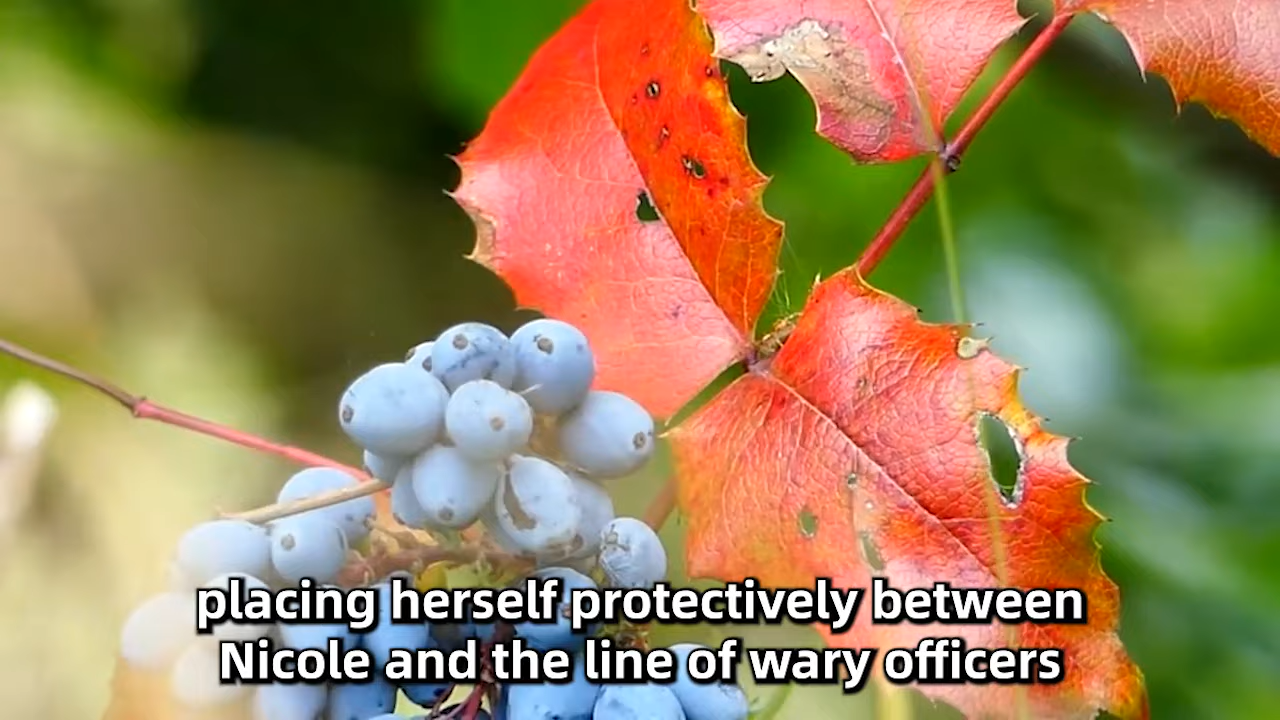 placing herself protectively between
Nicole and the line of wary officers